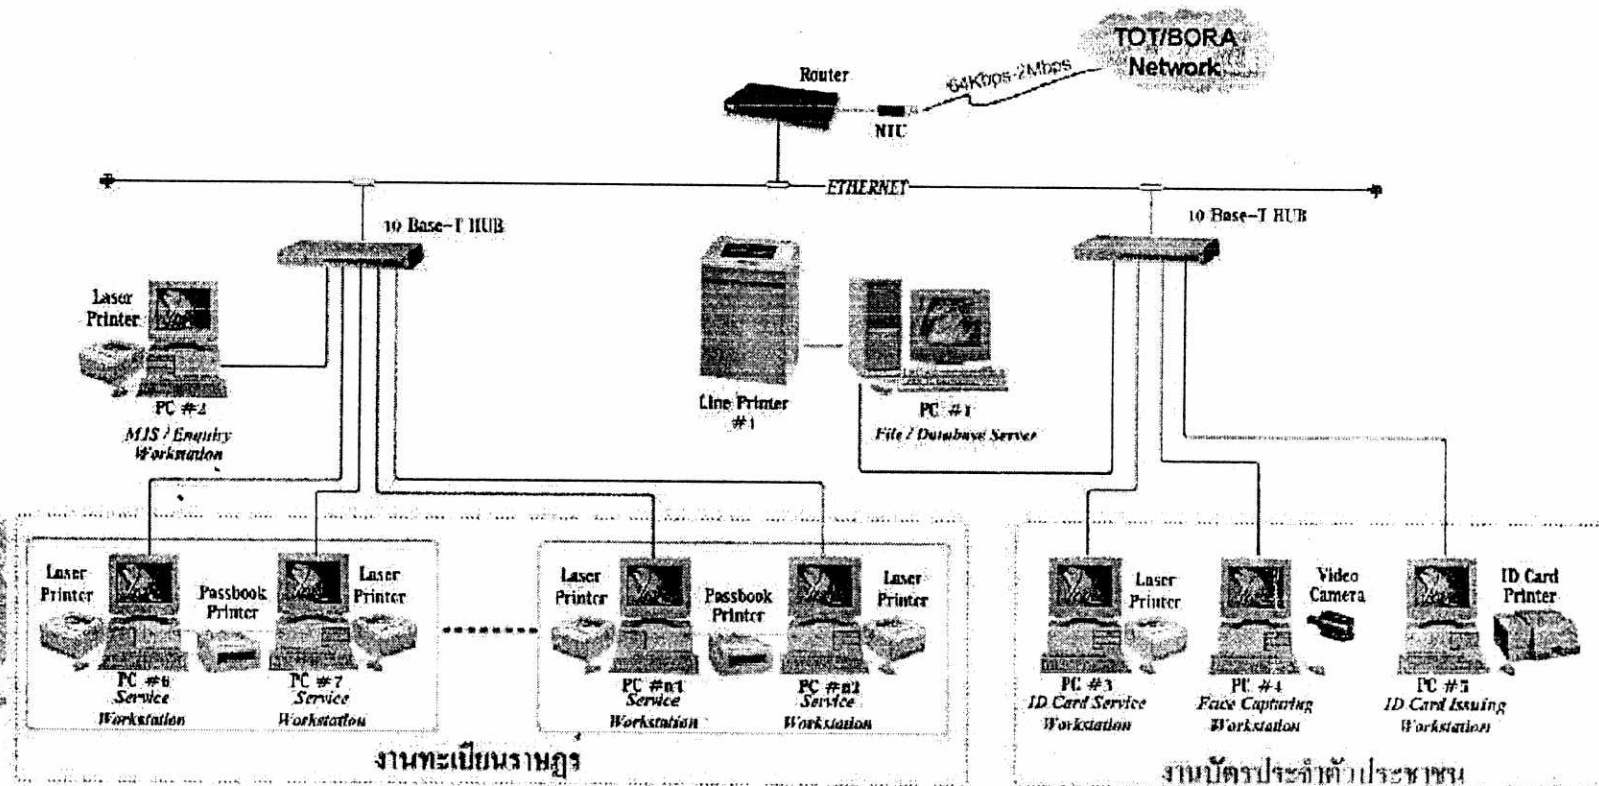 TOT/BORA
Network
64Kbps-2Mbps
Router
NTU
ETHERNET
10 Base-T HUB
10 Base-T HUB
Laser
Printer
PC #2
MIS / Enquiry
Workstation
Line Printer
#1
PC #1
File / Database Server
Laser
Printer
Passbook
Printer
Laser
Printer
PC #6
Service
Workstation
PC #7
Service
Workstation
Laser
Printer
Passbook
Printer
Laser
Printer
PC #n1
Service
Workstation
PC #n2
Service
Workstation
งานทะเบียนราษฎร์
Laser
Printer
Video
Camera
ID Card
Printer
PC #3
ID Card Service
Workstation
PC #4
Face Capturing
Workstation
PC #5
ID Card Issuing
Workstation
งานบัตรประจำตัวประชาชน